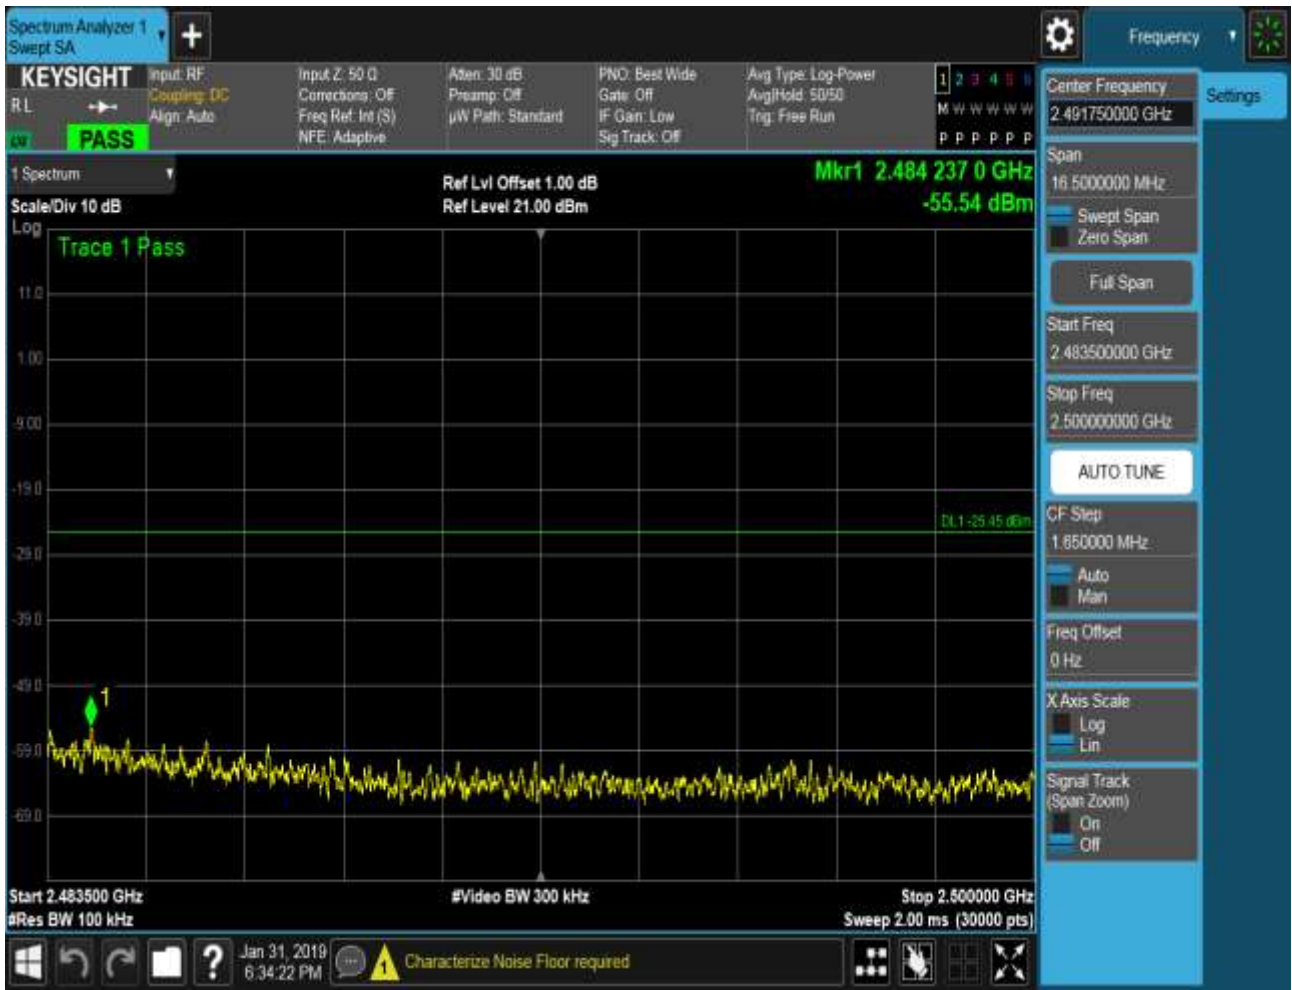 Spectrum Analyzer 1
Swept SA
+
Frequency
KEYSIGHT
R L
PASS
Input: RF
Coupling: DC
Align: Auto
Input Z: 50 Ω
Corrections: Off
Freq Ref: Int (S)
NFE: Adaptive
Atten: 30 dB
Preamp: Off
µW Path: Standard
PNO: Best Wide
Gate: Off
IF Gain: Low
Sig Track: Off
Avg Type: Log-Power
Avg|Hold: 50/50
Trig: Free Run
1 2 3 4 5 6
M W W W W W
P P P P P P
1 Spectrum
Scale/Div 10 dB
Ref Lvl Offset 1.00 dB
Ref Level 21.00 dBm
Mkr1 2.484 237 0 GHz
-55.54 dBm
Log
Trace 1 Pass
11.0
1.00
-9.00
-19.0
DL1 -25.45 dBm
-29.0
-39.0
-49.0
1
-59.0
-69.0
Start 2.483500 GHz
#Res BW 100 kHz
#Video BW 300 kHz
Stop 2.500000 GHz
Sweep 2.00 ms (30000 pts)
Center Frequency
2.491750000 GHz
Settings
Span
16.5000000 MHz
Swept Span
Zero Span
Full Span
Start Freq
2.483500000 GHz
Stop Freq
2.500000000 GHz
AUTO TUNE
CF Step
1.650000 MHz
Auto
Man
Freq Offset
0 Hz
X Axis Scale
Log
Lin
Signal Track
(Span Zoom)
On
Off
?
Jan 31, 2019
6:34:22 PM
1
Characterize Noise Floor required